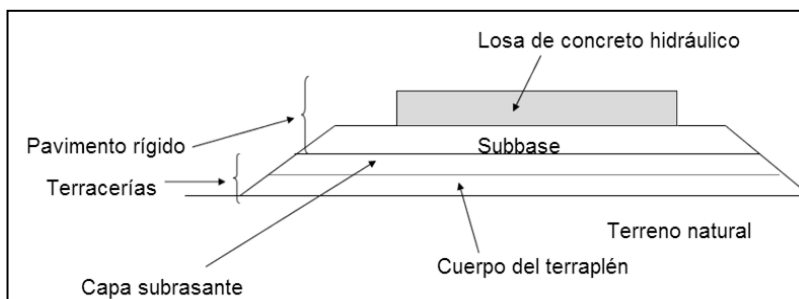 Losa de concreto hidráulico
Pavimento rígido
Subbase
Terracerías
Terreno natural
Cuerpo del terraplén
Capa subrasante